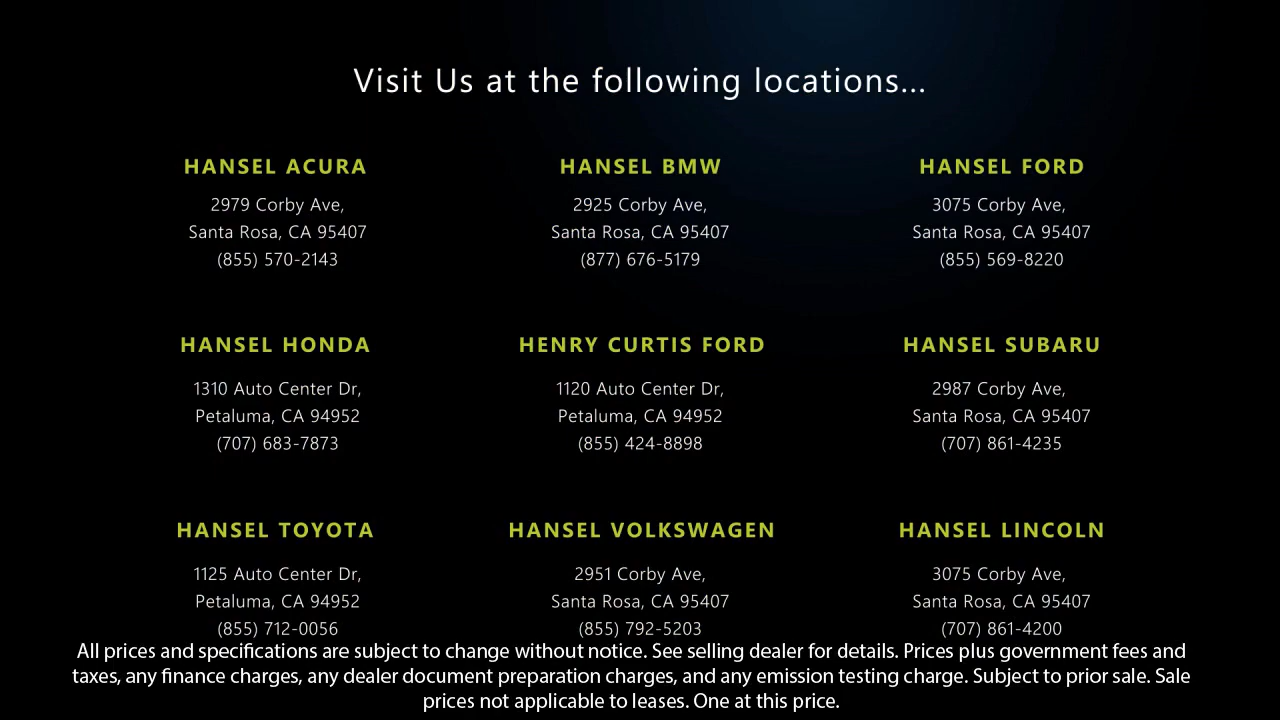 Visit Us at the following locations...
HANSEL ACURA
2979 Corby Ave,
Santa Rosa, CA 95407
(855) 570-2143
HANSEL BMW
2925 Corby Ave,
Santa Rosa, CA 95407
(877) 676-5179
HANSEL FORD
3075 Corby Ave,
Santa Rosa, CA 95407
(855) 569-8220
HANSEL HONDA
1310 Auto Center Dr,
Petaluma, CA 94952
(707) 683-7873
HENRY CURTIS FORD
1120 Auto Center Dr,
Petaluma, CA 94952
(855) 424-8898
HANSEL SUBARU
2987 Corby Ave,
Santa Rosa, CA 95407
(707) 861-4235
HANSEL TOYOTA
1125 Auto Center Dr,
Petaluma, CA 94952
(855) 712-0056
HANSEL VOLKSWAGEN
2951 Corby Ave,
Santa Rosa, CA 95407
(855) 792-5203
HANSEL LINCOLN
3075 Corby Ave,
Santa Rosa, CA 95407
(707) 861-4200
All prices and specifications are subject to change without notice. See selling dealer for details. Prices plus government fees and
taxes, any finance charges, any dealer document preparation charges, and any emission testing charge. Subject to prior sale. Sale
prices not applicable to leases. One at this price.